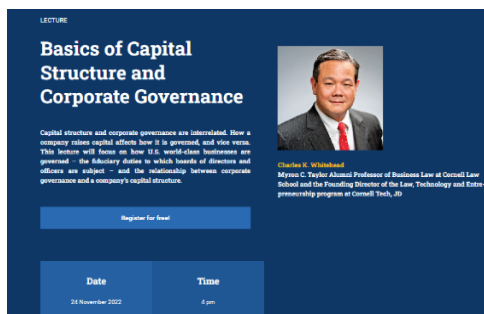 LECTURE
Basics of Capital
Structure and
Corporate Governance
Capital structure and corporate governance are interrelated. How a
company raises capital affects how it is governed, and vice versa.
This lecture will focus on how U.S. world-class businesses are
governed – the fiduciary duties to which boards of directors and
officers are subject – and the relationship between corporate
governance and a company's capital structure.
Register for free!
Date
24 November 2022
Time
4 pm
Charles K. Whitehead
Myron C. Taylor Alumni Professor of Business Law at Cornell Law
School and the Founding Director of the Law, Technology and Entre-
preneurship program at Cornell Tech, JD